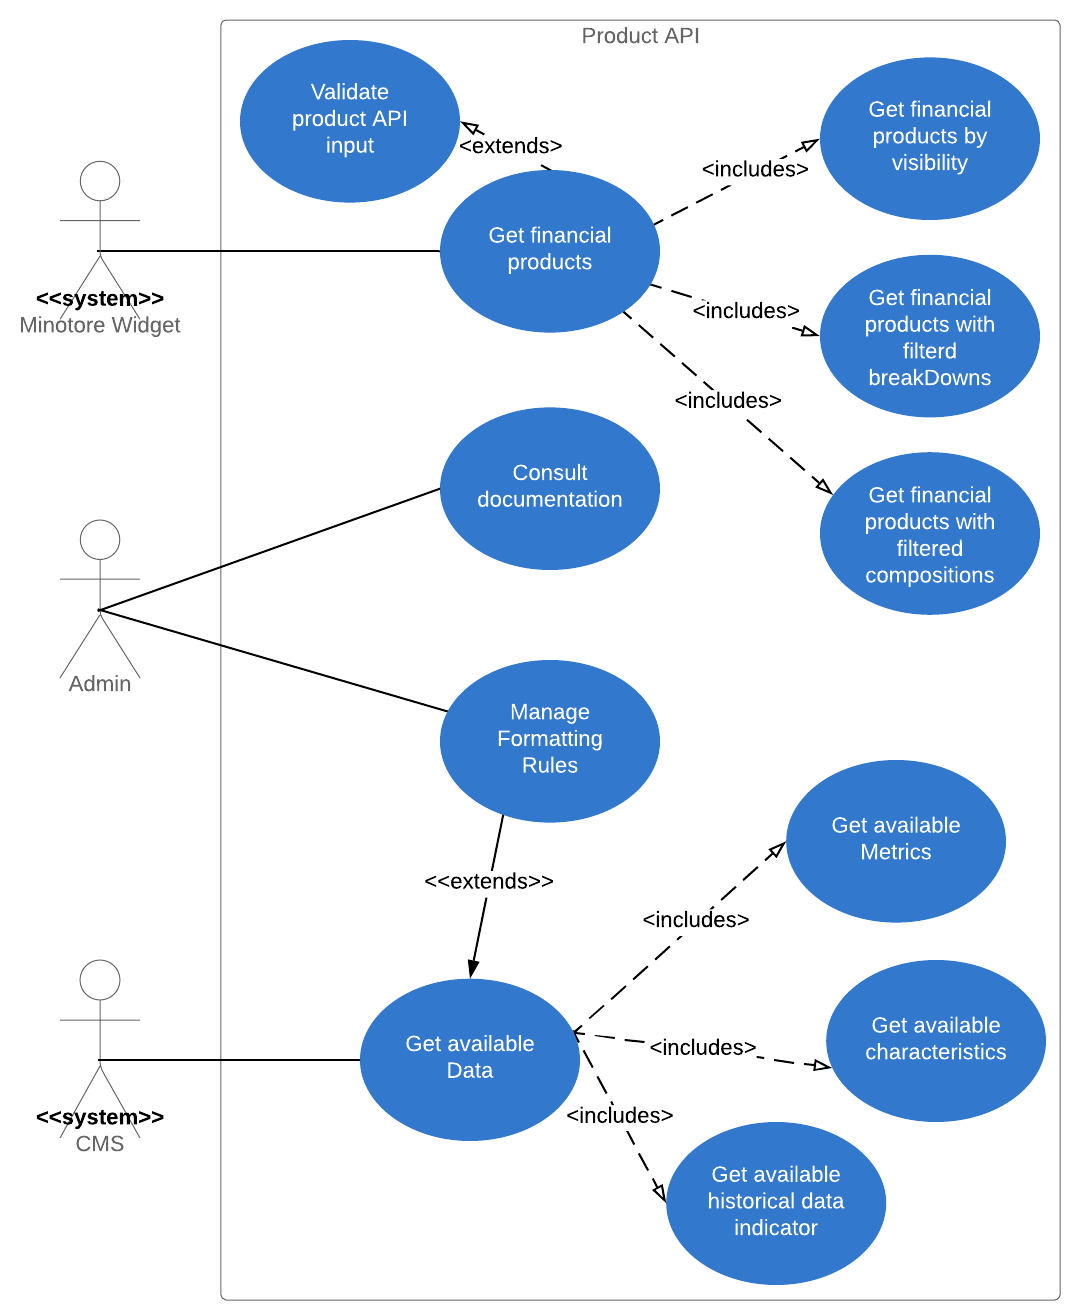 Product API
Validate
product API
input
<extends>
Get financial
products by
visibility
<includes>
<<system>>
Minotore Widget
Get financial
products
<includes>
Get financial
products with
filterd
breakDowns
<includes>
Consult
documentation
Get financial
products with
filtered
compositions
Admin
Manage
Formatting
Rules
<<extends>>
Get available
Metrics
<includes>
<<system>>
CMS
Get available
Data
<includes>
Get available
characteristics
<includes>
Get available
historical data
indicator